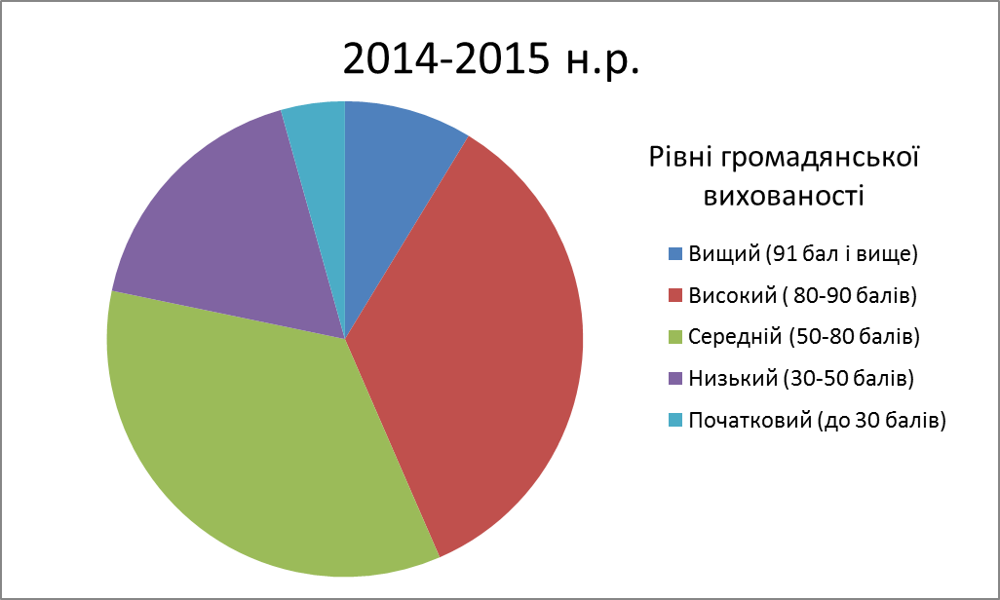 2014-2015 н.р.
Рівні громадянської
вихованості
Вищий (91 бал і вище)
Високий ( 80-90 балів)
Середній (50-80 балів)
Низький (30-50 балів)
Початковий (до 30 балів)